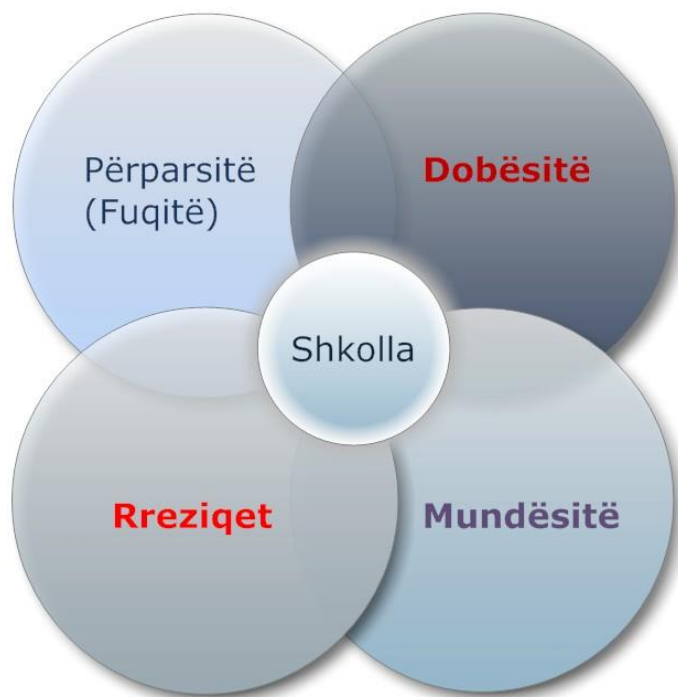 Përparsitë
(Fuqitë)
Dobësitë
Shkolla
Rreziqet
Mundësitë